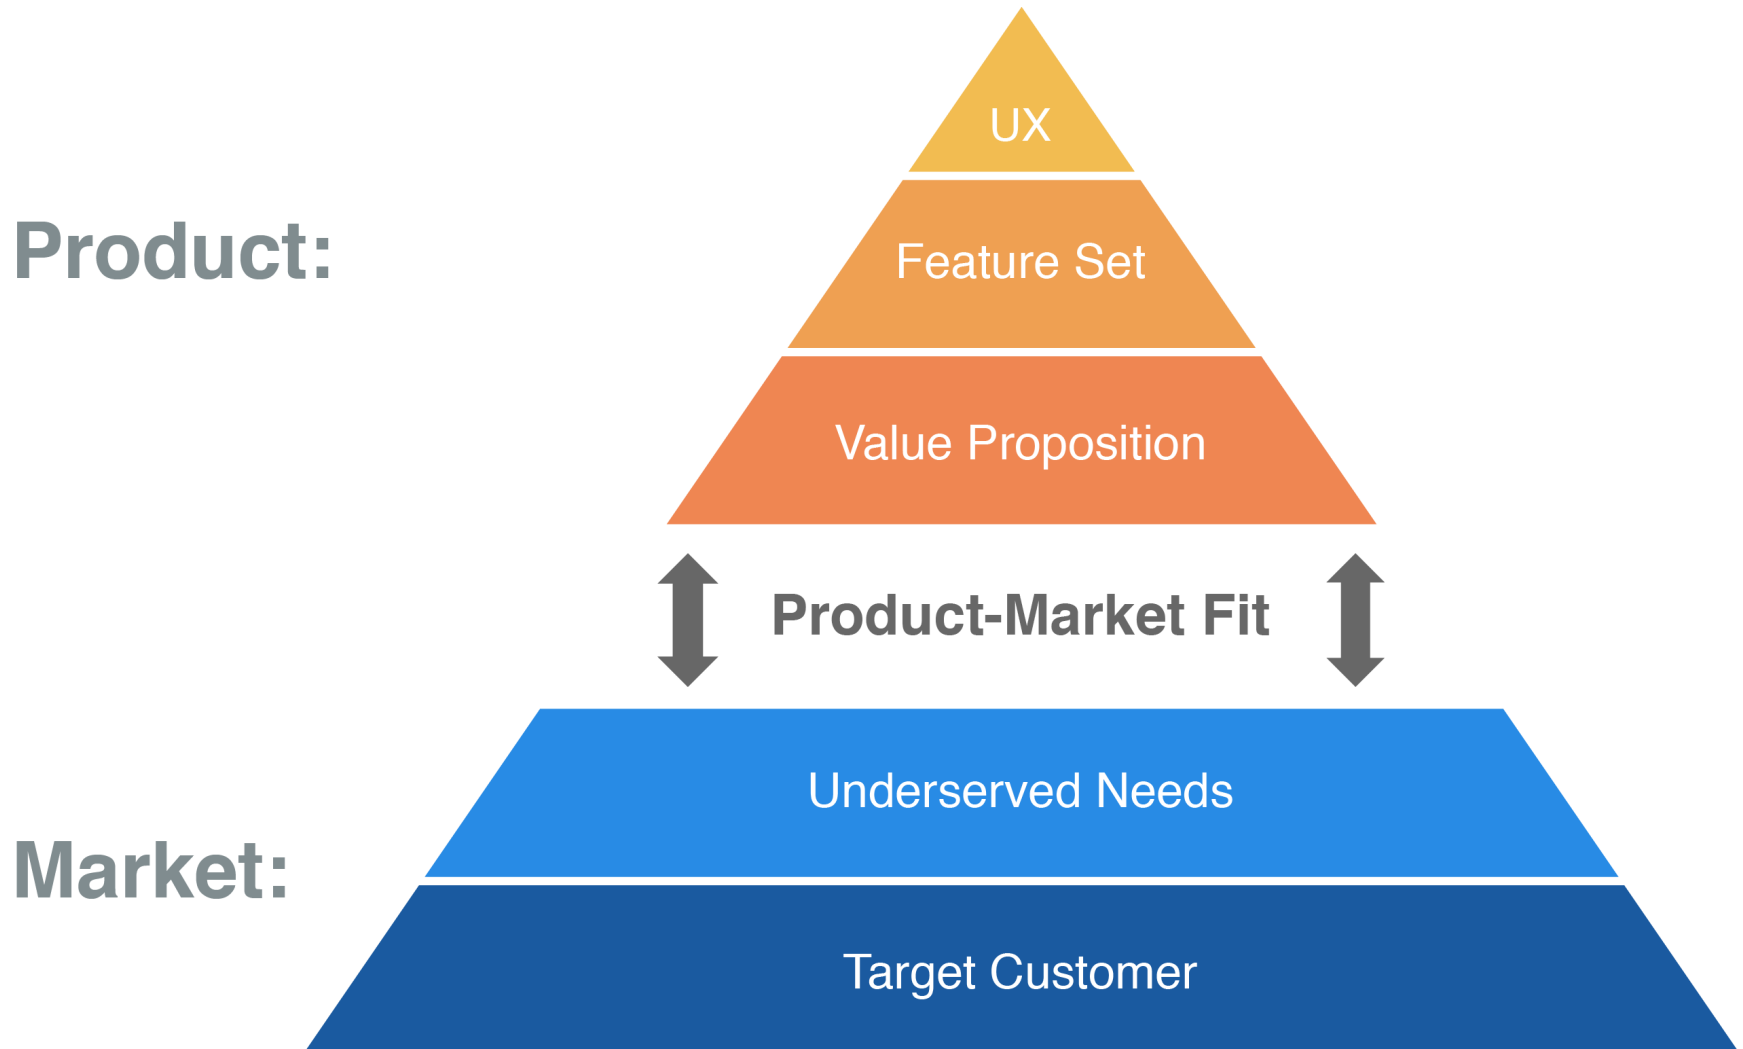 UX
Product:
Feature Set
Value Proposition
Product-Market Fit
Underserved Needs
Market:
Target Customer